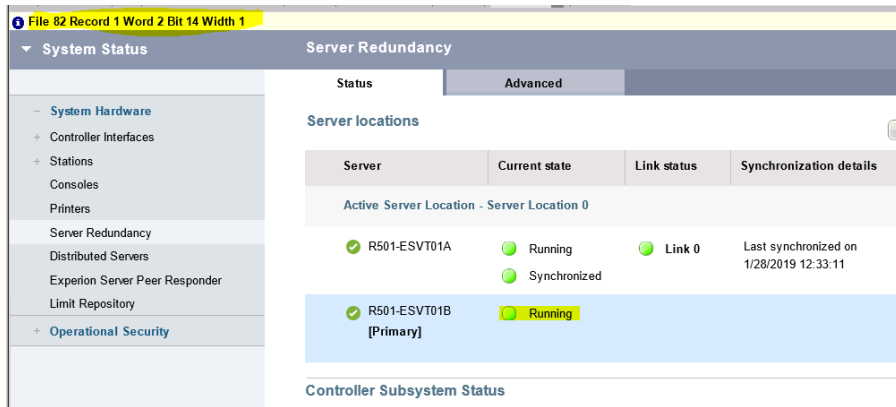 File 82 Record 1 Word 2 Bit 14 Width 1
System Status
Server Redundancy
Status
Advanced
System Hardware
Controller Interfaces
Stations
Consoles
Printers
Server Redundancy
Distributed Servers
Experion Server Peer Responder
Limit Repository
Operational Security
Server locations
Server
Current state
Link status
Synchronization details
Active Server Location - Server Location 0
R501-ESVT01A
Running
Link 0
Last synchronized on
1/28/2019 12:33:11
Synchronized
R501-ESVT01B
Running
[Primary]
Controller Subsystem Status